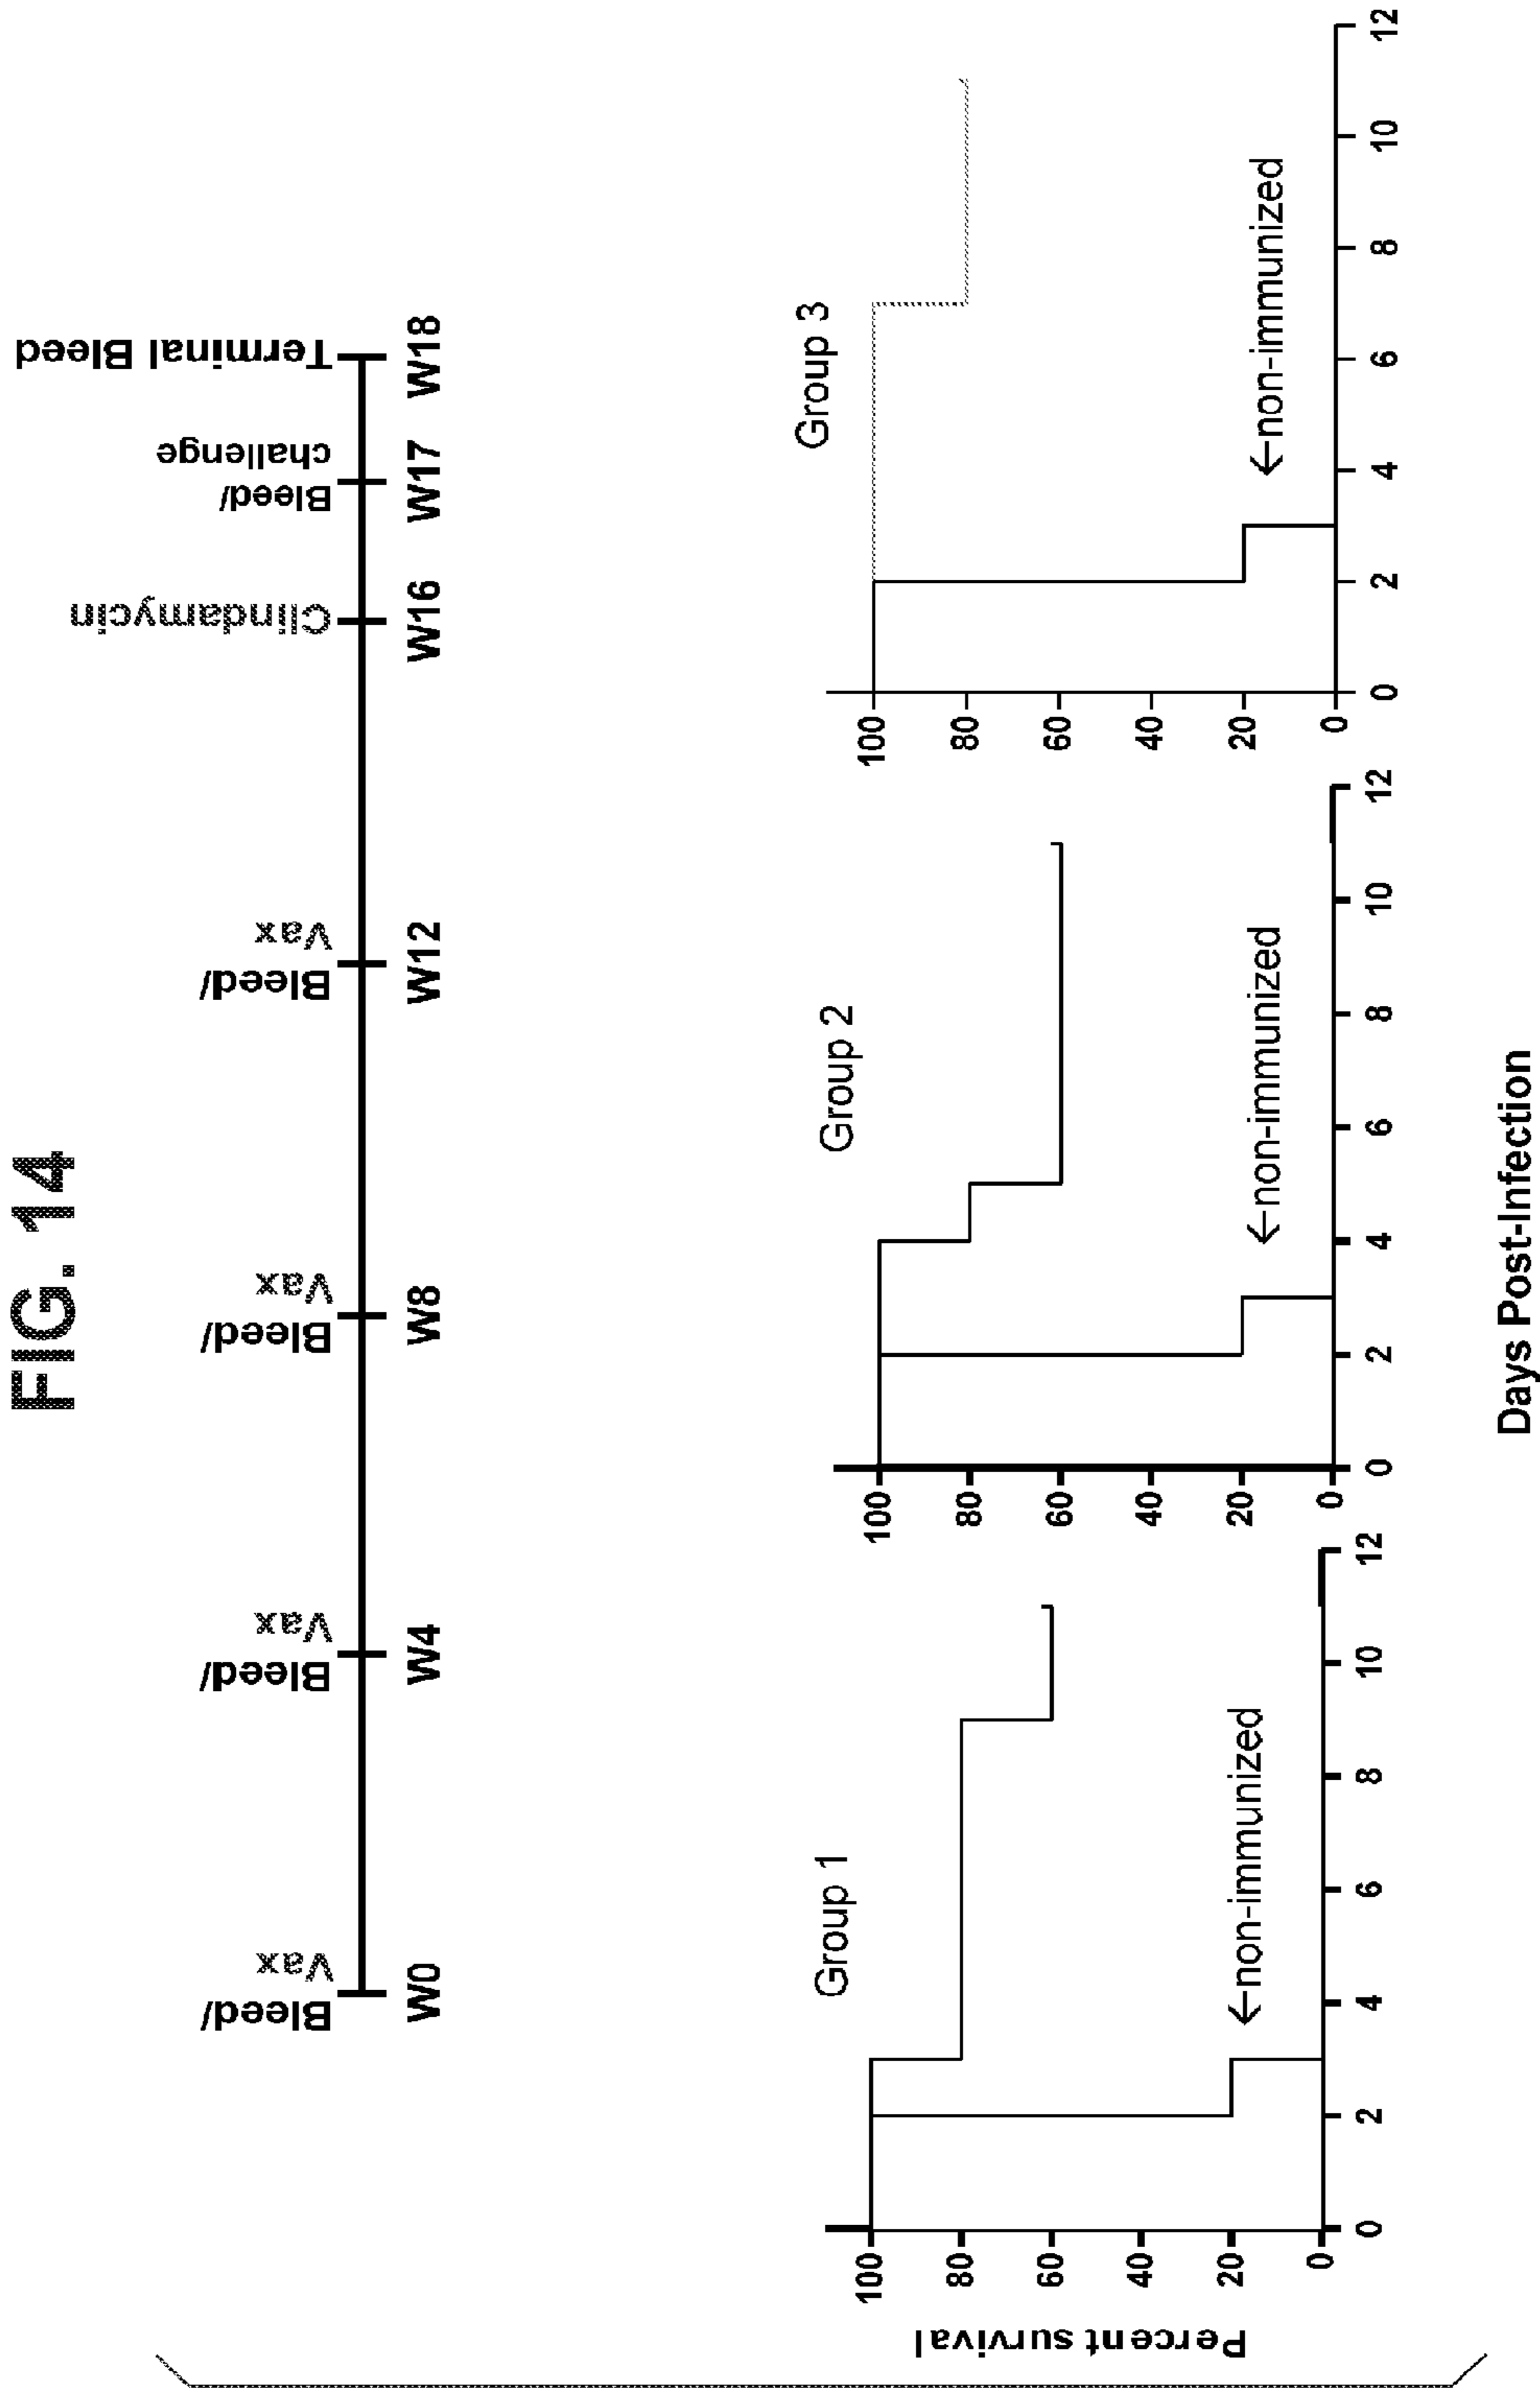 FIG. 14
Bleed/ Vax
Bleed/ Vax
Bleed/ Vax
Bleed/ Vax
Clindamycin
Bleed/ challenge
Terminal Bleed
W0 W4 W8 W12 W16 W17 W18
Percent survival
Group 1
100
80
60
40
20
0
←non-immunized
0 2 4 6 8 10 12
Group 2
100
80
60
40
20
0
←non-immunized
0 2 4 6 8 10 12
Group 3
100
80
60
40
20
0
←non-immunized
0 2 4 6 8 10 12
Days Post-Infection